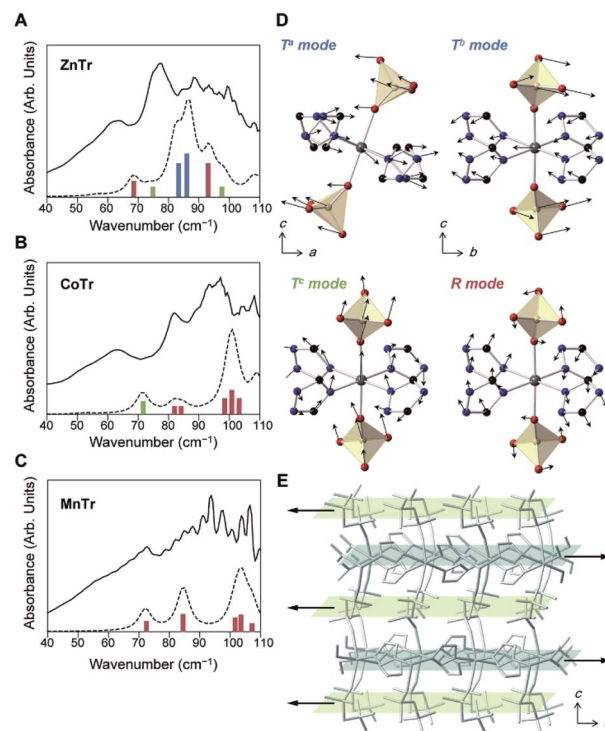 A
ZnTr
Absorbance (Arb. Units)
40 50 60 70 80 90 100 110
Wavenumber (cm⁻¹)
B
CoTr
Absorbance (Arb. Units)
40 50 60 70 80 90 100 110
Wavenumber (cm⁻¹)
C
MnTr
Absorbance (Arb. Units)
40 50 60 70 80 90 100 110
Wavenumber (cm⁻¹)
D
Tᵃ mode
Tᵇ mode
c
a
c
b
Tᶜ mode
R mode
E
c